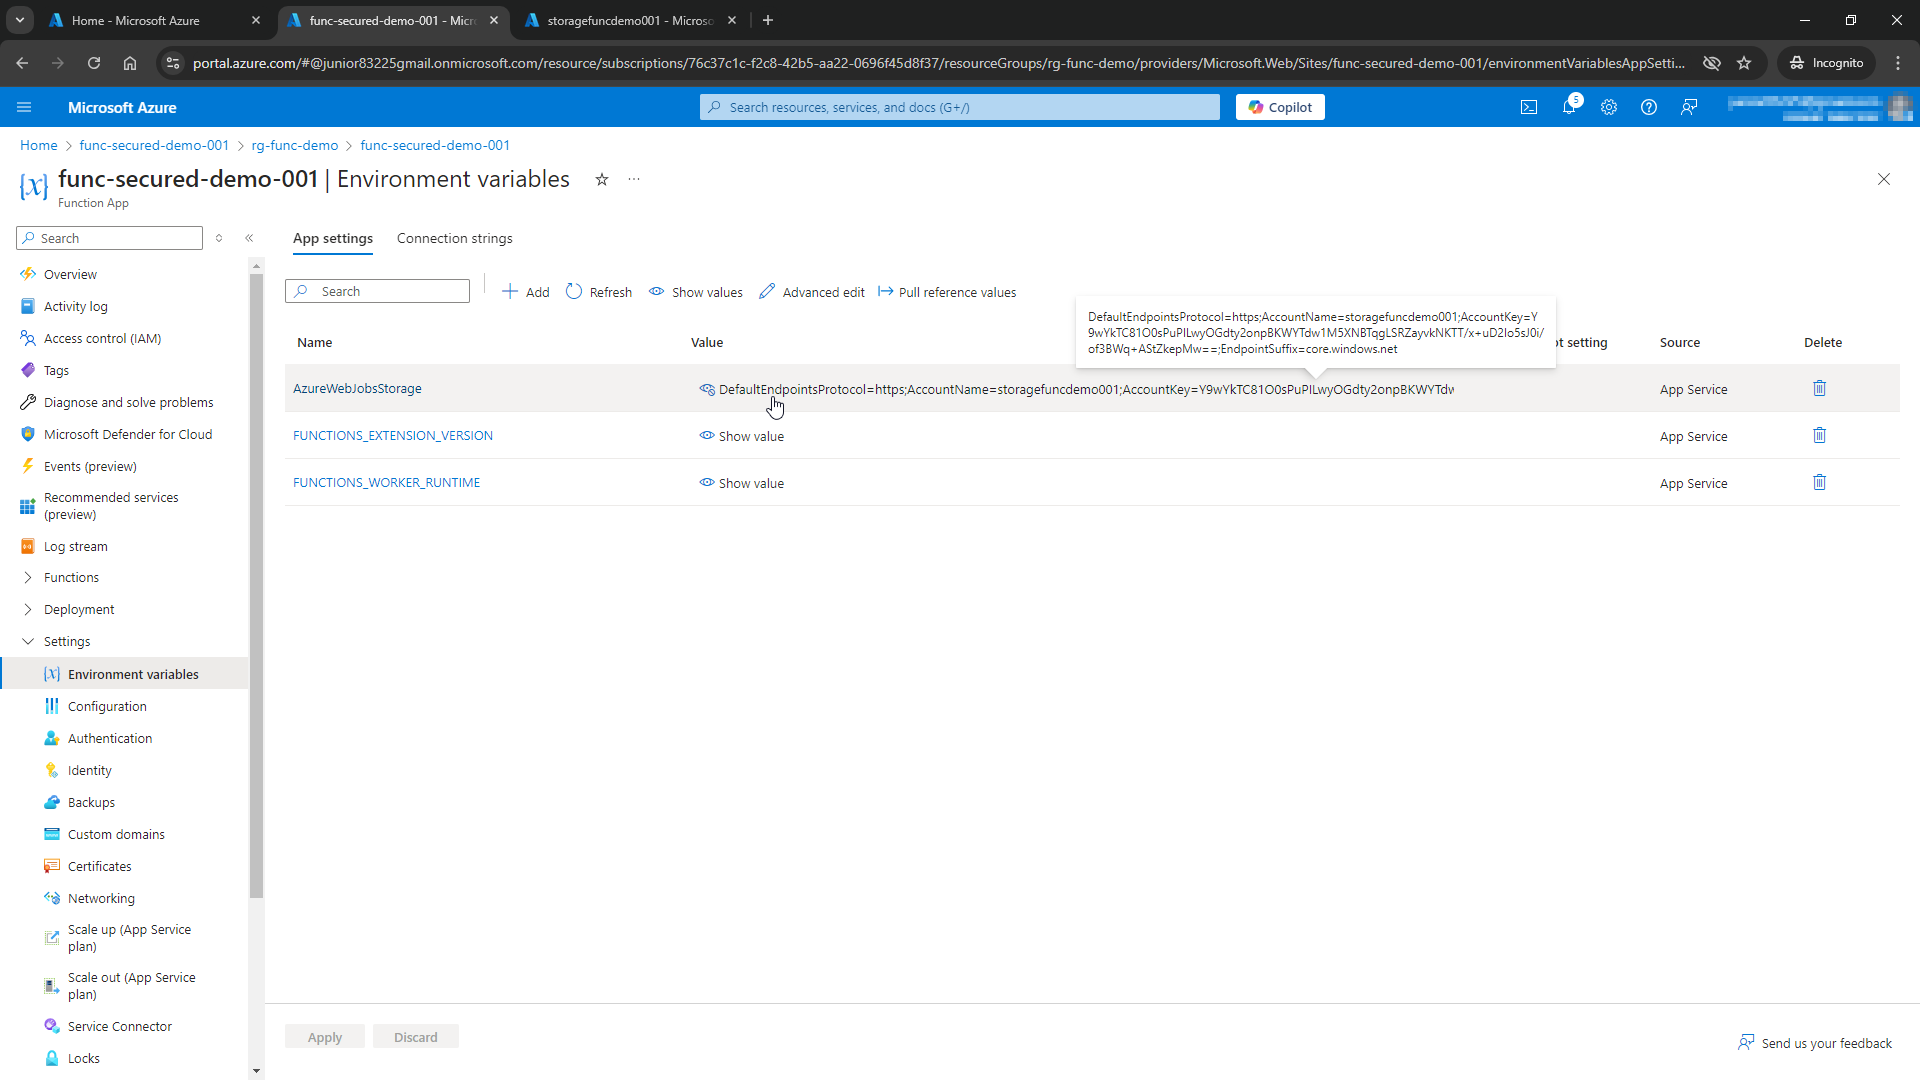 Home - Microsoft Azure
func-secured-demo-001 - Micr
storagefuncdemo001 - Microso
portal.azure.com/#@junior83225gmail.onmicrosoft.com/resource/subscriptions/76c37c1c-f2c8-42b5-aa22-0696f45d8f37/resourceGroups/rg-func-demo/providers/Microsoft.Web/Sites/func-secured-demo-001/environmentVariablesAppSetti...
Incognito
Microsoft Azure
Search resources, services, and docs (G+/)
Copilot
5
Home > func-secured-demo-001 > rg-func-demo > func-secured-demo-001
func-secured-demo-001 | Environment variables
Function App
Search
Overview
Activity log
Access control (IAM)
Tags
Diagnose and solve problems
Microsoft Defender for Cloud
Events (preview)
Recommended services
(preview)
Log stream
Functions
Deployment
Settings
Environment variables
Configuration
Authentication
Identity
Backups
Custom domains
Certificates
Networking
Scale up (App Service
plan)
Scale out (App Service
plan)
Service Connector
Locks
App settings
Connection strings
Search
Add
Refresh
Show values
Advanced edit
Pull reference values
DefaultEndpointsProtocol=https;AccountName=storagefuncdemo001;AccountKey=Y
9wYkTC81O0sPuPILwyOGdty2onpBKWYTdw1M5XNBTqgLSRZayvkNKTT/x+uD2Io5sJ0i/
of3BWq+AStZkepMw==;EndpointSuffix=core.windows.net
Name
Value
ot setting
Source
Delete
AzureWebJobsStorage
DefaultEndpointsProtocol=https;AccountName=storagefuncdemo001;AccountKey=Y9wYkTC81O0sPuPILwyOGdty2onpBKWYTdw
App Service
FUNCTIONS_EXTENSION_VERSION
Show value
App Service
FUNCTIONS_WORKER_RUNTIME
Show value
App Service
Apply
Discard
Send us your feedback